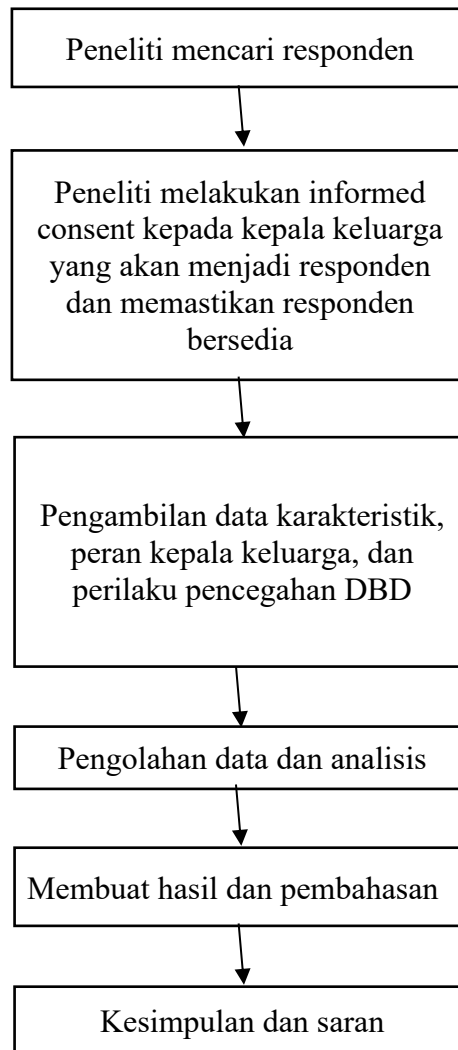 Peneliti mencari responden
Peneliti melakukan informed
consent kepada kepala keluarga
yang akan menjadi responden
dan memastikan responden
bersedia
Pengambilan data karakteristik,
peran kepala keluarga, dan
perilaku pencegahan DBD
Pengolahan data dan analisis
Membuat hasil dan pembahasan
Kesimpulan dan saran